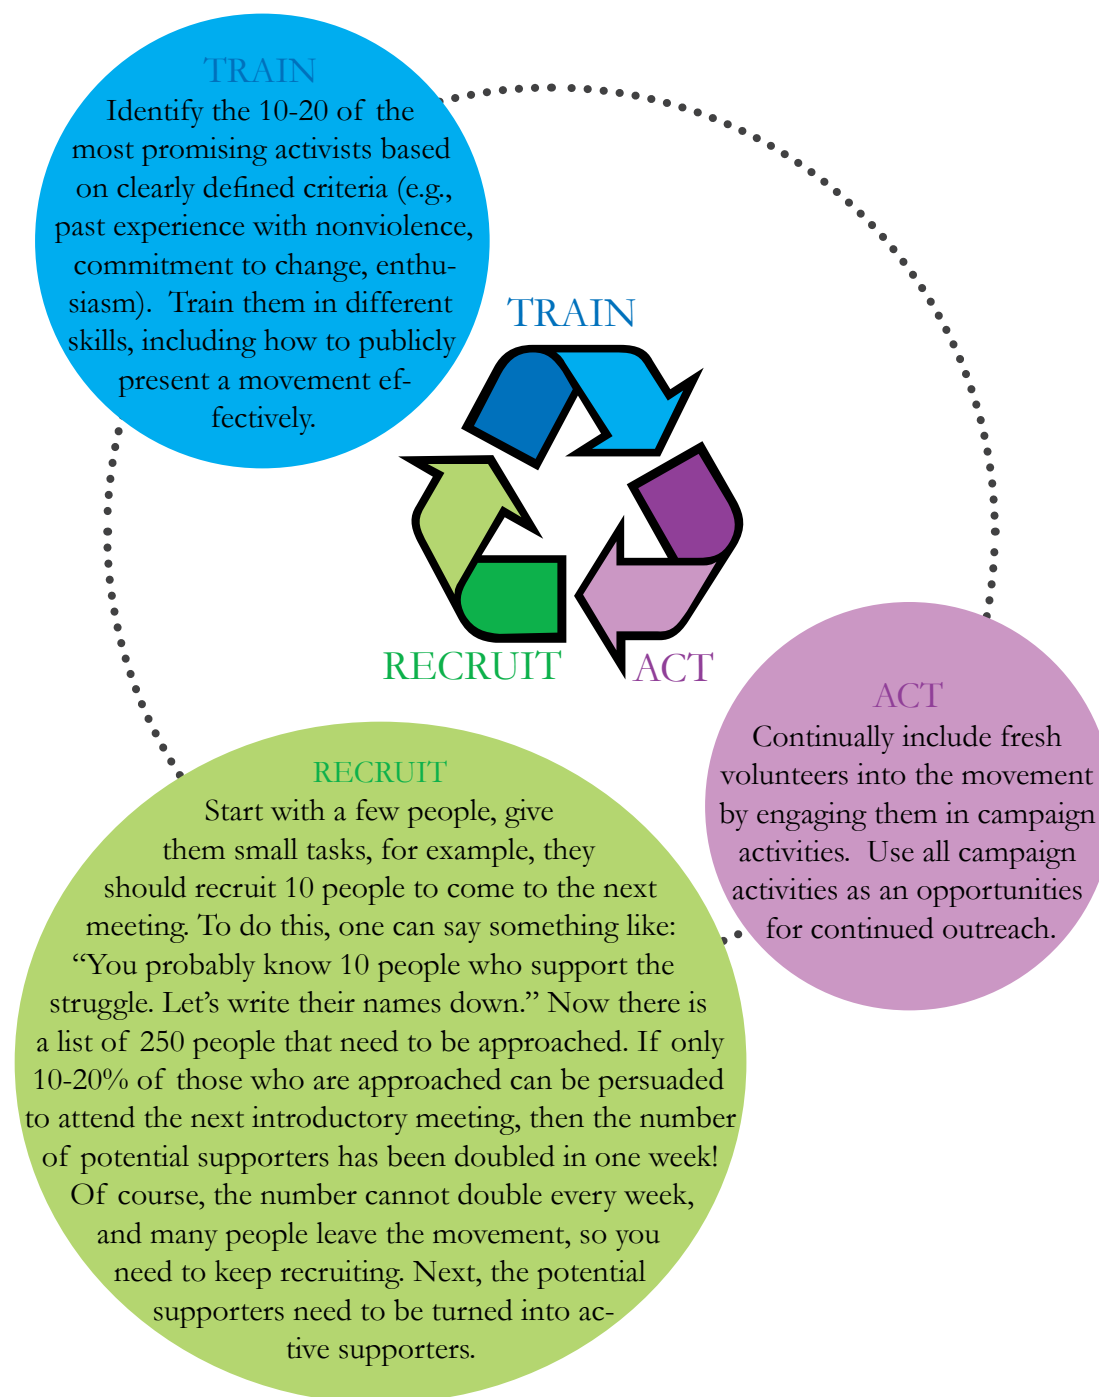 TRAIN
Identify the 10-20 of the
most promising activists based
on clearly defined criteria (e.g.,
past experience with nonviolence,
commitment to change, enthu-
siasm).  Train them in different
skills, including how to publicly
present a movement ef-
fectively.
TRAIN
RECRUIT
ACT
ACT
Continually include fresh
volunteers into the movement
by engaging them in campaign
activities.  Use all campaign
activities as an opportunities
for continued outreach.
RECRUIT
Start with a few people, give
them small tasks, for example, they
should recruit 10 people to come to the next
meeting. To do this, one can say something like:
“You probably know 10 people who support the
struggle. Let’s write their names down.” Now there is
a list of 250 people that need to be approached. If only
10-20% of those who are approached can be persuaded
to attend the next introductory meeting, then the number
of potential supporters has been doubled in one week!
Of course, the number cannot double every week,
and many people leave the movement, so you
need to keep recruiting. Next, the potential
supporters need to be turned into ac-
tive supporters.